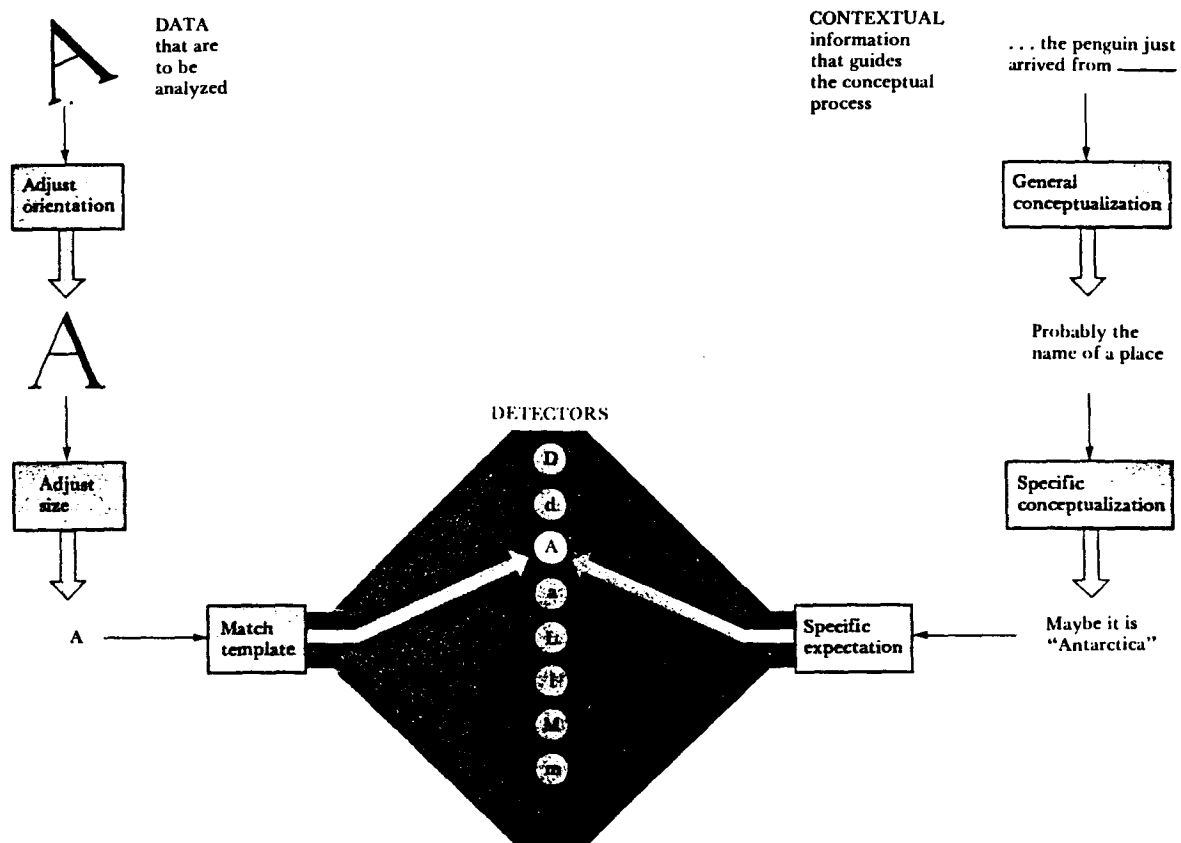 A
DATA
that are
to be
analyzed
Adjust
orientation
A
Adjust
size
A
Match
template
DETECTORS
D
d
A
a
M
m
CONTEXTUAL
information
that guides
the conceptual
process
. . . the penguin just
arrived from ______
General
conceptualization
Probably the
name of a place
Specific
conceptualization
Maybe it is
“Antarctica”
Specific
expectation